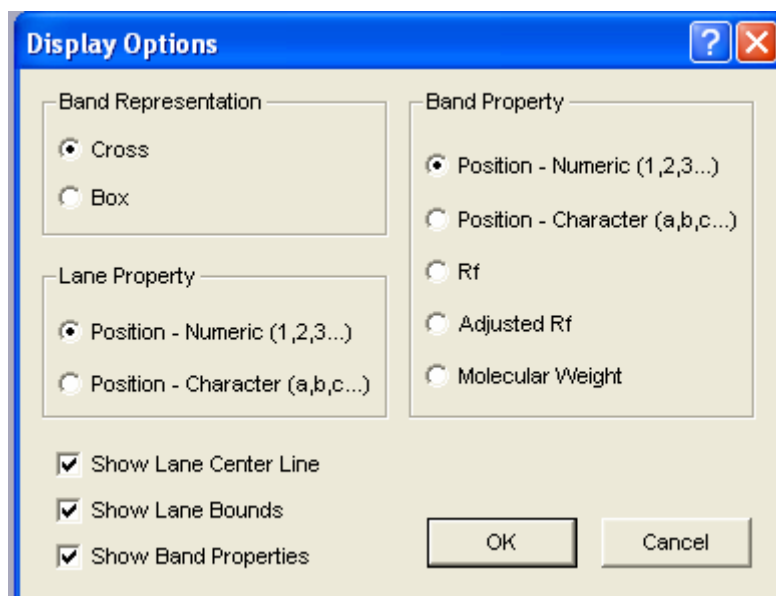 Display Options
?
Band Representation
Cross
Box
Lane Property
Position - Numeric (1,2,3...)
Position - Character (a,b,c...)
Band Property
Position - Numeric (1,2,3...)
Position - Character (a,b,c...)
Rf
Adjusted Rf
Molecular Weight
Show Lane Center Line
Show Lane Bounds
Show Band Properties
OK
Cancel